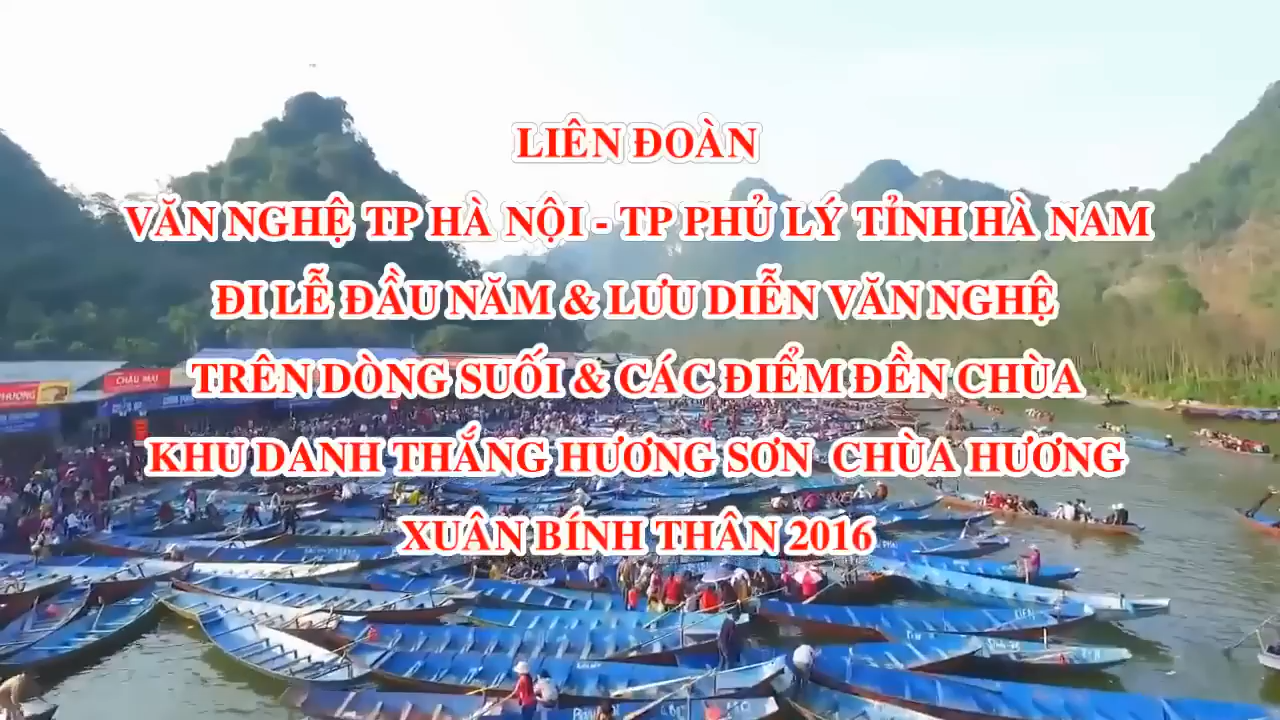 LIÊN ĐOÀN
VĂN NGHỆ TP HÀ NỘI - TP PHỦ LÝ TỈNH HÀ NAM
ĐI LỄ ĐẦU NĂM & LƯU DIỄN VĂN NGHỆ
TRÊN DÒNG SUỐI & CÁC ĐIỂM ĐỀN CHÙA
KHU DANH THẮNG HƯƠNG SƠN CHÙA HƯƠNG
XUÂN BÍNH THÂN 2016
CHÂU MAI